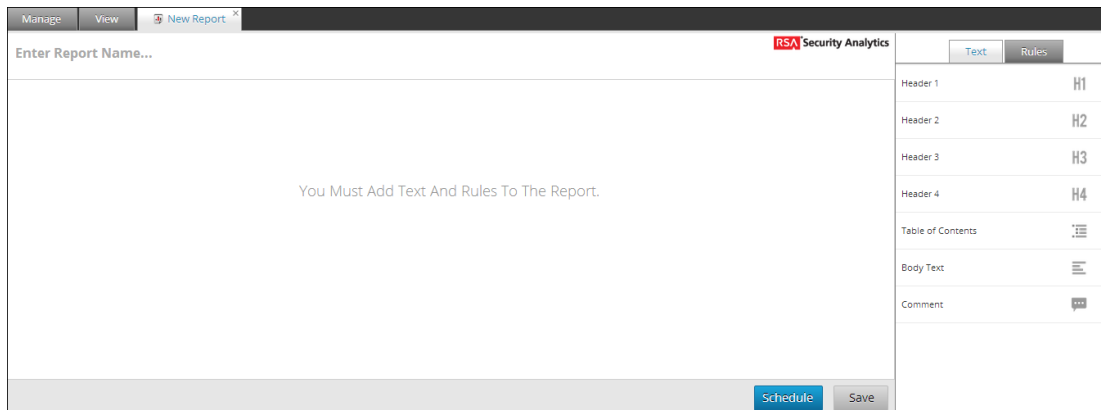 Manage View New Report ×
Enter Report Name...
RSA Security Analytics
Text Rules
Header 1 H1
Header 2 H2
Header 3 H3
Header 4 H4
Table of Contents
Body Text
Comment
You Must Add Text And Rules To The Report.
Schedule Save